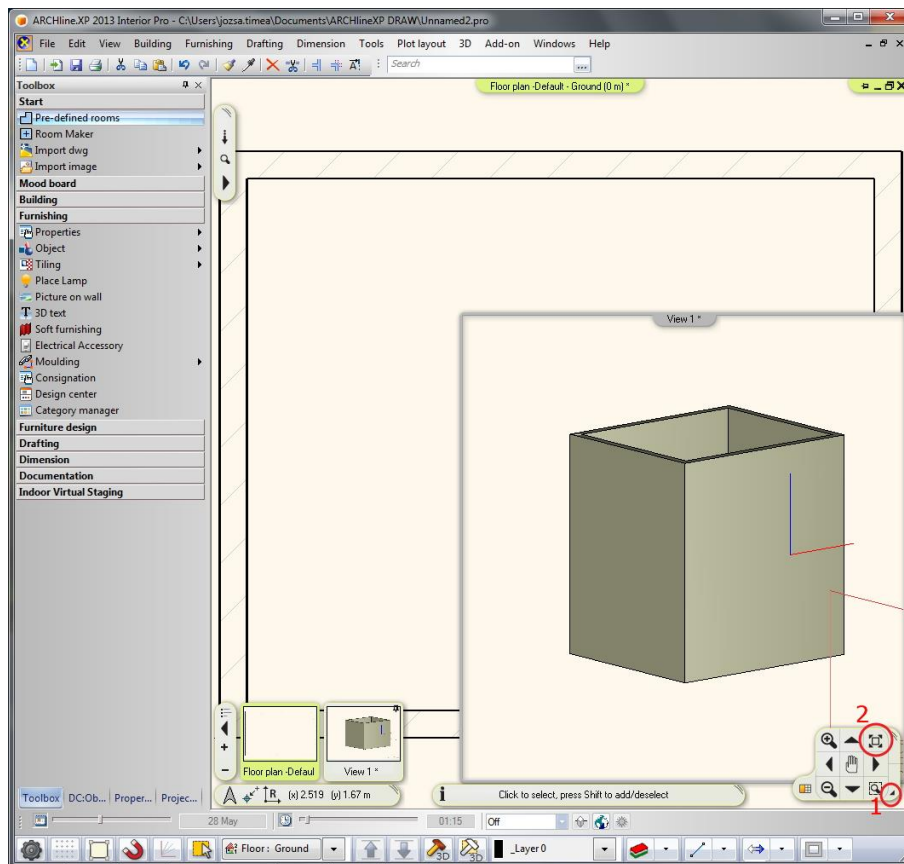 ARCHline.XP 2013 Interior Pro - C:\Users\jozsa.timea\Documents\ARCHlineXP DRAW\Unnamed2.pro
File Edit View Building Furnishing Drafting Dimension Tools Plot layout 3D Add-on Windows Help
Search ...
Toolbox
Floor plan -Default - Ground (0 m) *
Start
Pre-defined rooms
Room Maker
Import dwg
Import image
Mood board
Building
Furnishing
Properties
Object
Tiling
Place Lamp
Picture on wall
3D text
Soft furnishing
Electrical Accessory
Moulding
Consignation
Design center
Category manager
Furniture design
Drafting
Dimension
Documentation
Indoor Virtual Staging
View 1 *
2
Floor plan -Defaul
View 1 *
1
Toolbox DC:Ob... Proper... Projec...
(x) 2.519 (y) 1.67 m
Click to select, press Shift to add/deselect
28 May
01:15
Off
Floor : Ground
3D
3D
_Layer 0